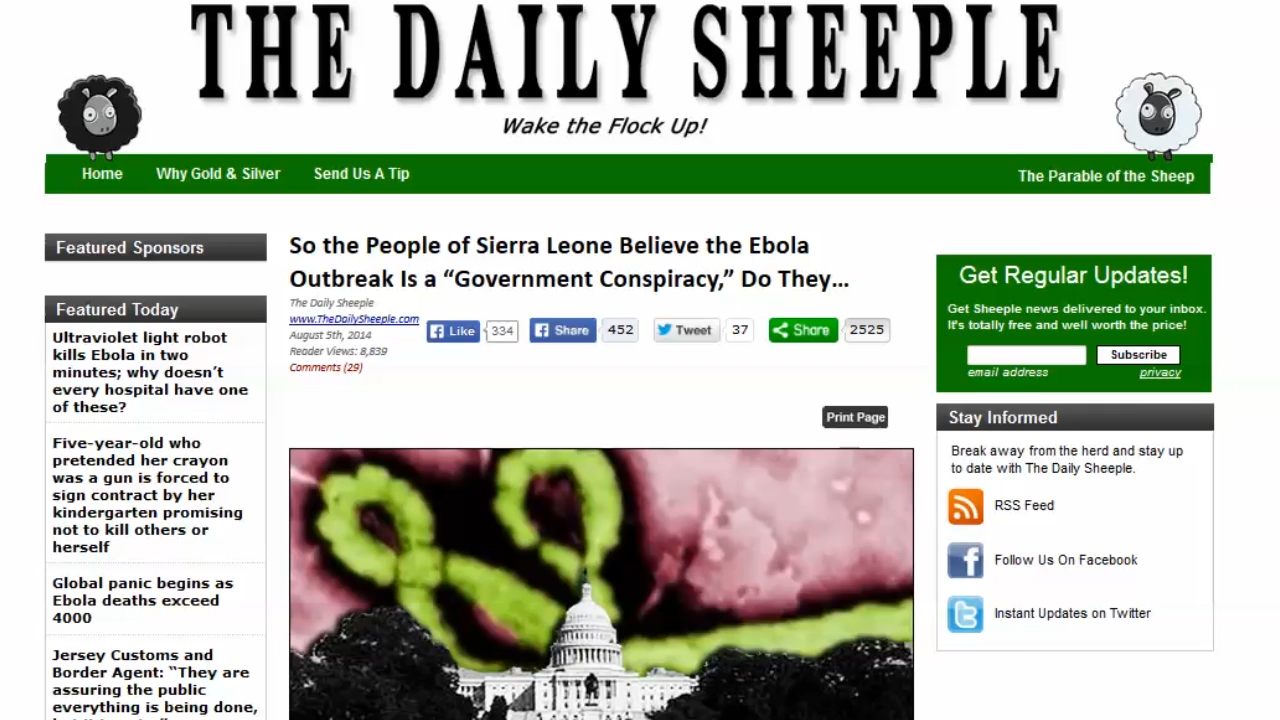 THE DAILY SHEEPLE
Wake the Flock Up!
Home
Why Gold & Silver
Send Us A Tip
The Parable of the Sheep
Featured Sponsors
Featured Today
Ultraviolet light robot
kills Ebola in two
minutes; why doesn't
every hospital have one
of these?
Five-year-old who
pretended her crayon
was a gun is forced to
sign contract by her
kindergarten promising
not to kill others or
herself
Global panic begins as
Ebola deaths exceed
4000
Jersey Customs and
Border Agent: “They are
assuring the public
everything is being done,
So the People of Sierra Leone Believe the Ebola
Outbreak Is a “Government Conspiracy,” Do They…
The Daily Sheeple
www.TheDailySheeple.com
August 5th, 2014
Reader Views: 8,839
Comments (29)
Like 334
Share 452
Tweet 37
Share 2525
Print Page
Get Regular Updates!
Get Sheeple news delivered to your inbox.
It's totally free and well worth the price!
Subscribe
email address
privacy
Stay Informed
Break away from the herd and stay up
to date with The Daily Sheeple.
RSS Feed
Follow Us On Facebook
Instant Updates on Twitter